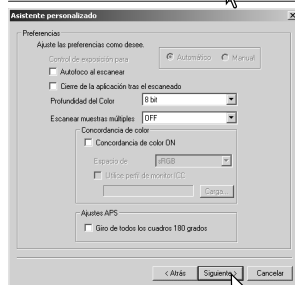 Asistente personalizado
Preferencias
Ajuste las preferencias como desee.
Control de exposición para
Automático
Manual
Autofoco al escanear
Cierre de la aplicación tras el escaneado
Profundidad del Color
8 bit
Escanear muestras múltiples
OFF
Concordancia de color
Concordancia de color ON
Espacio de
sRGB
Utilice perfil de monitor ICC
Carga...
Ajustes APS
Giro de todos los cuadros 180 grados
< Atrás
Siguiente >
Cancelar